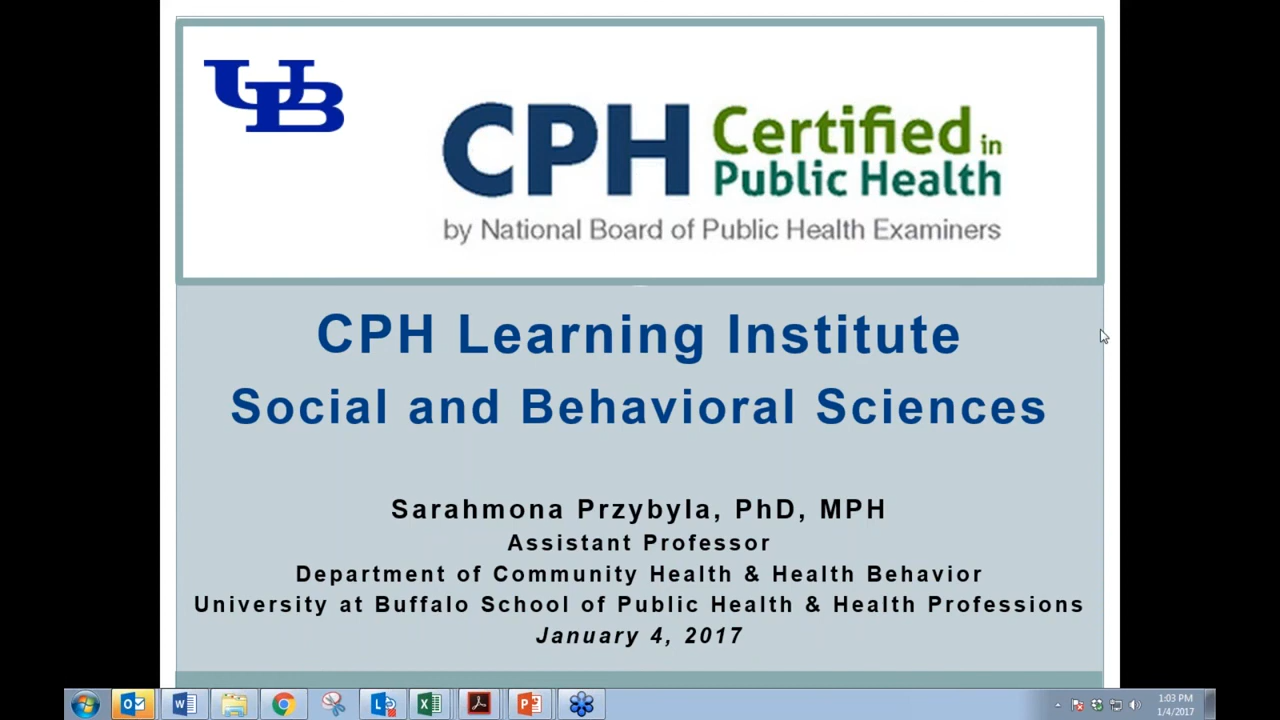 UB
CPH Certified in
Public Health
by National Board of Public Health Examiners
CPH Learning Institute
Social and Behavioral Sciences
Sarahmona Przybyla, PhD, MPH
Assistant Professor
Department of Community Health & Health Behavior
University at Buffalo School of Public Health & Health Professions
January 4, 2017
1:03 PM
1/4/2017